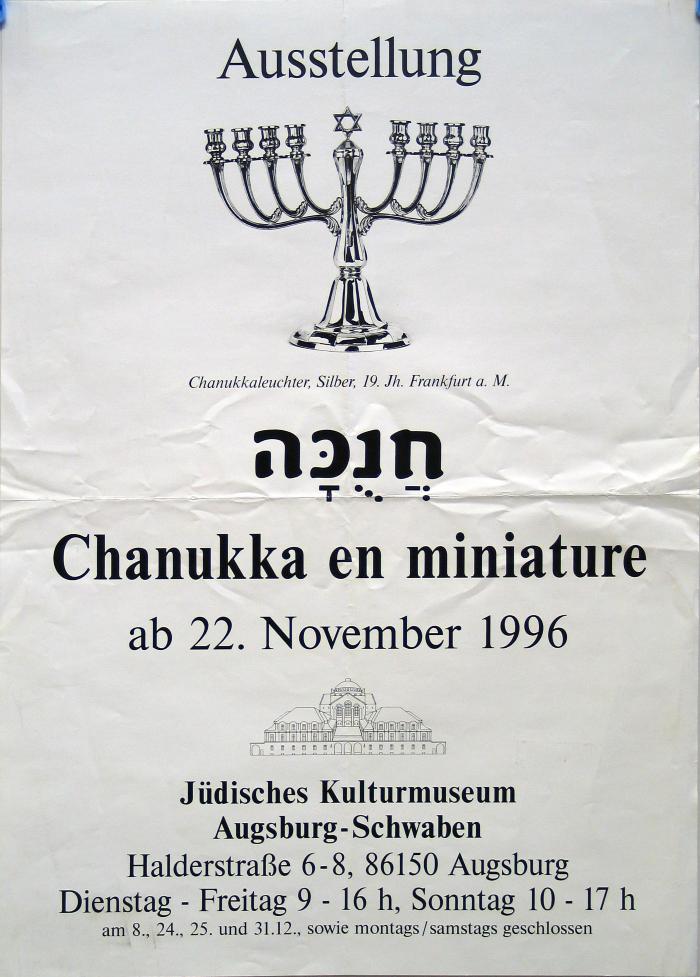 Ausstellung
Chanukkaleuchter, Silber, 19. Jh. Frankfurt a. M.
חֲנֻכָּה
Chanukka en miniature
ab 22. November 1996
Jüdisches Kulturmuseum
Augsburg-Schwaben
Halderstraße 6-8, 86150 Augsburg
Dienstag - Freitag 9 - 16 h, Sonntag 10 - 17 h
am 8., 24., 25. und 31.12., sowie montags/samstags geschlossen